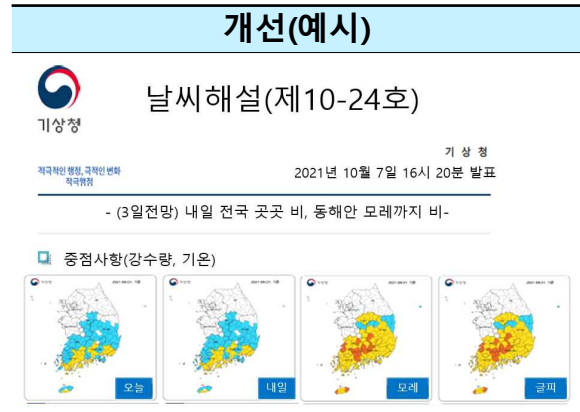 개선(예시)
기상청
날씨해설(제10-24호)
기 상 청
적극적인 행정, 극적인 변화
적극행정
2021년 10월 7일 16시 20분 발표
- (3일전망) 내일 전국 곳곳 비, 동해안 모레까지 비-
중점사항(강수량, 기온)
오늘
내일
모레
글피